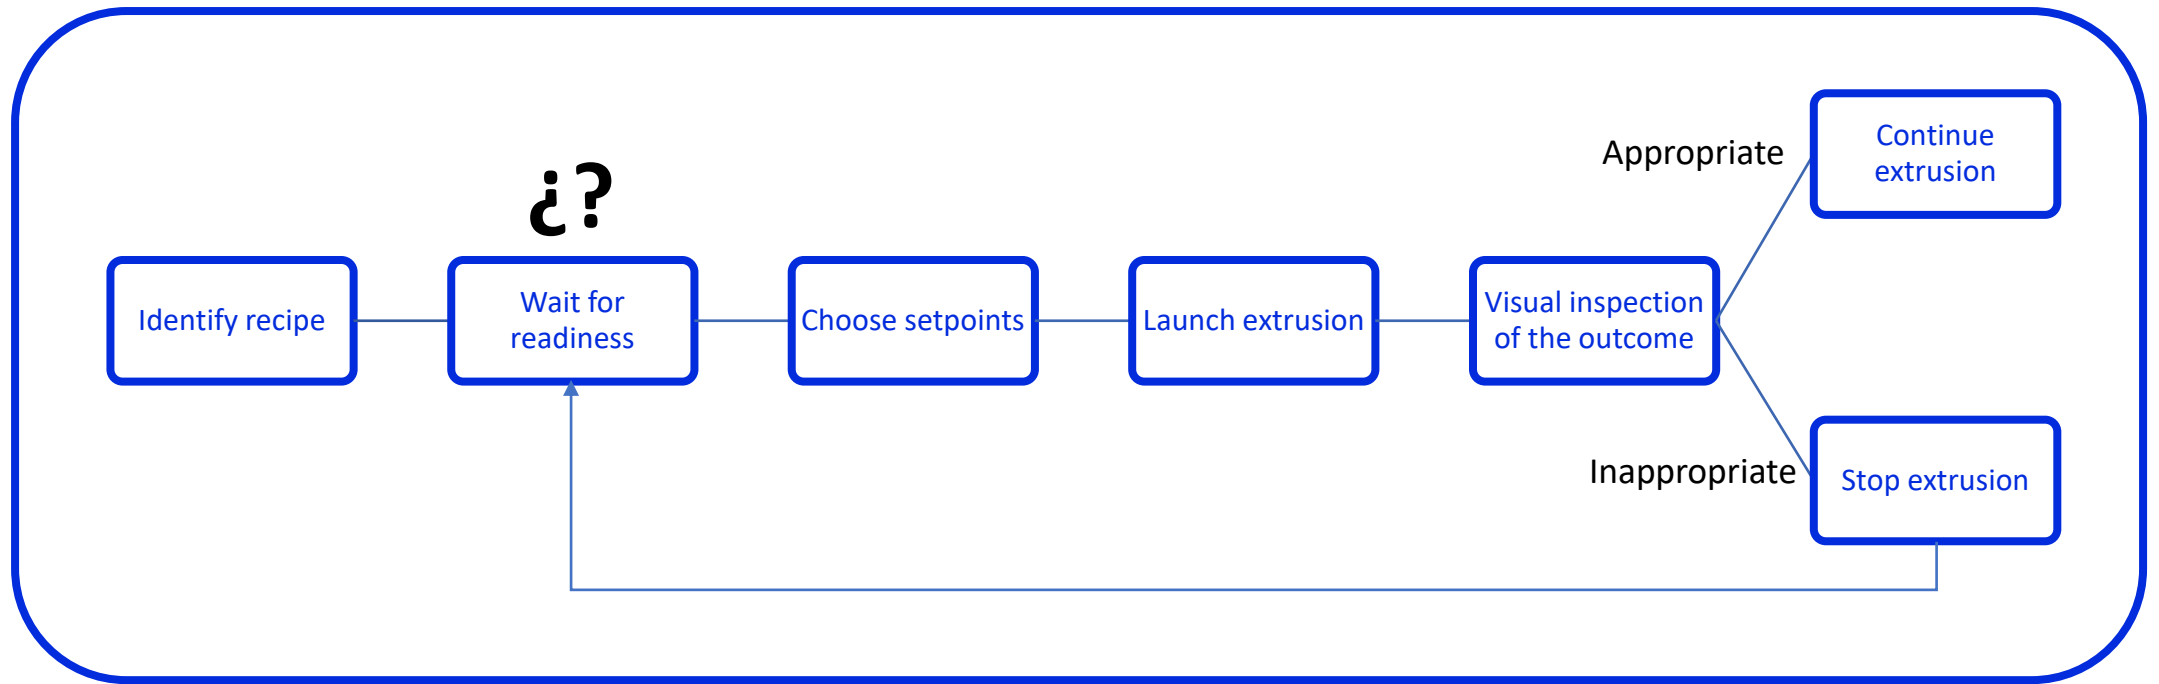 ¿?
Identify recipe
Wait for
readiness
Choose setpoints
Launch extrusion
Visual inspection
of the outcome
Appropriate
Continue
extrusion
Inappropriate
Stop extrusion